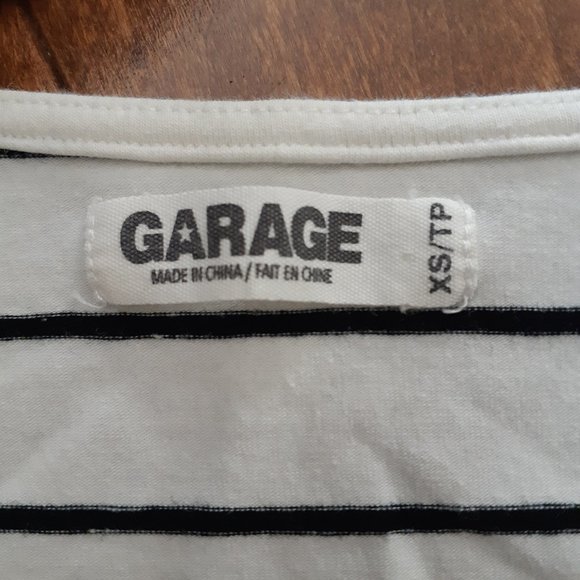 GARAGE
MADE IN CHINA / FAIT EN CHINE
XS/TP